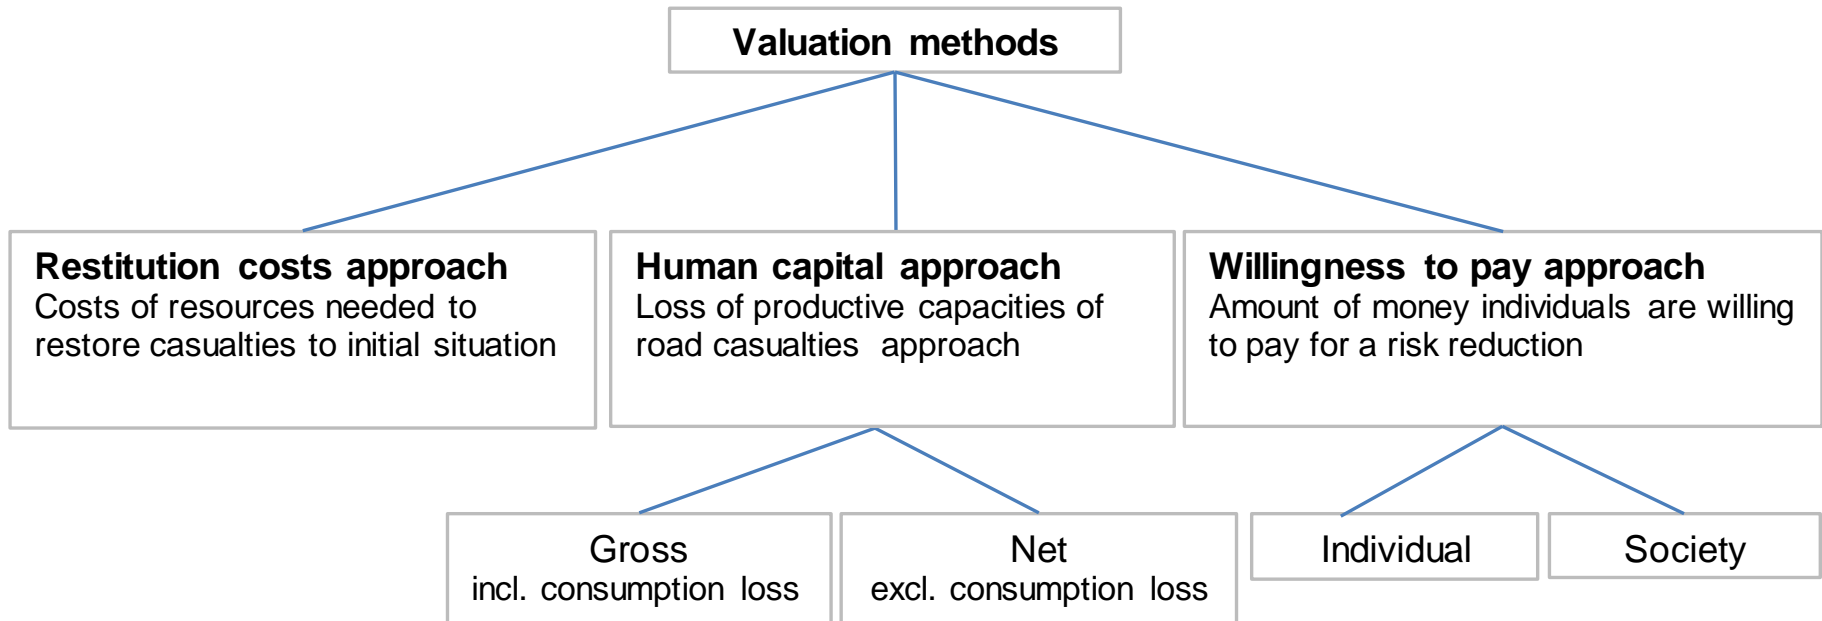 Valuation methods
Restitution costs approach
Costs of resources needed to
restore casualties to initial situation
Human capital approach
Loss of productive capacities of
road casualties approach
Willingness to pay approach
Amount of money individuals are willing
to pay for a risk reduction
Gross
incl. consumption loss
Net
excl. consumption loss
Individual
Society